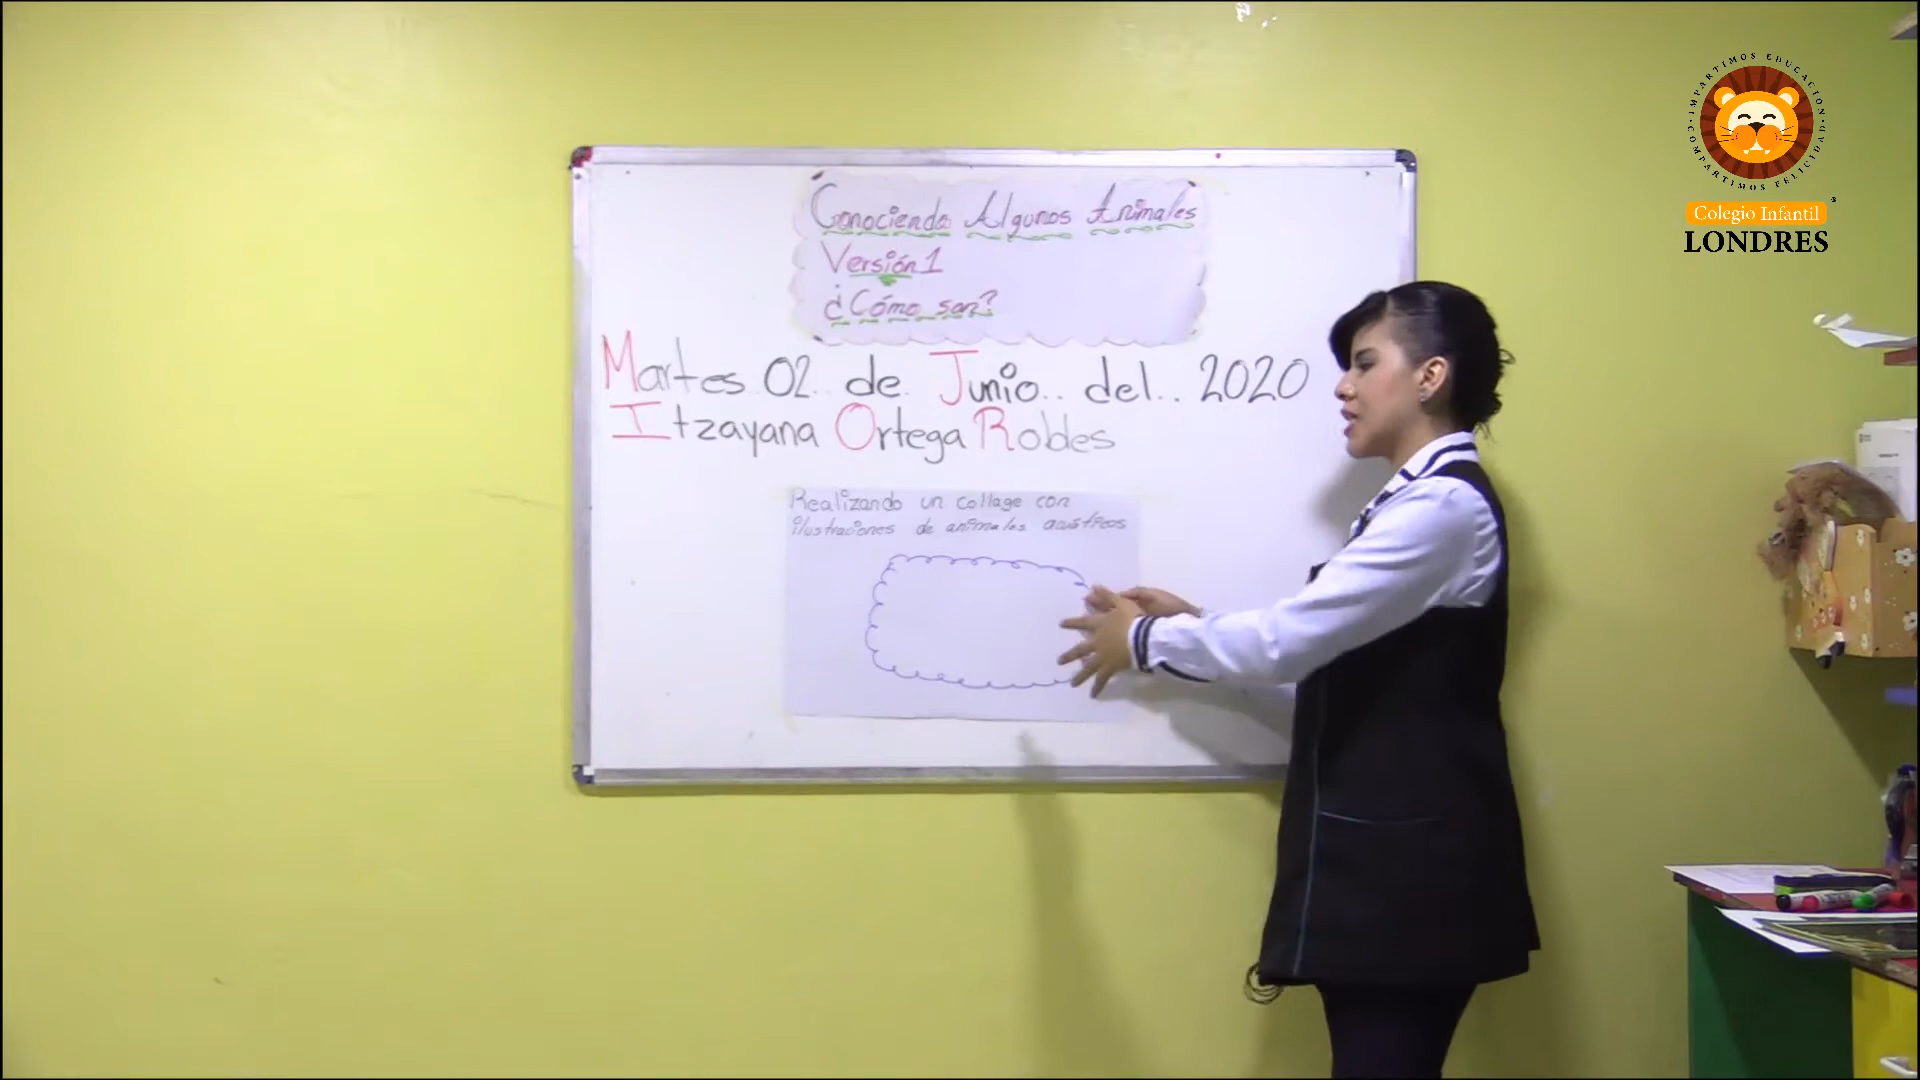 Conociendo Algunos Animales
Versión 1
¿Cómo son?
Martes 02 de Junio.. del.. 2020
Itzayana Ortega Robles
Realizando un collage con
ilustraciones de animales acuáticos
IMPARTIMOS EDUCACION
COMPARTIMOS FELICIDAD
Colegio Infantil
LONDRES